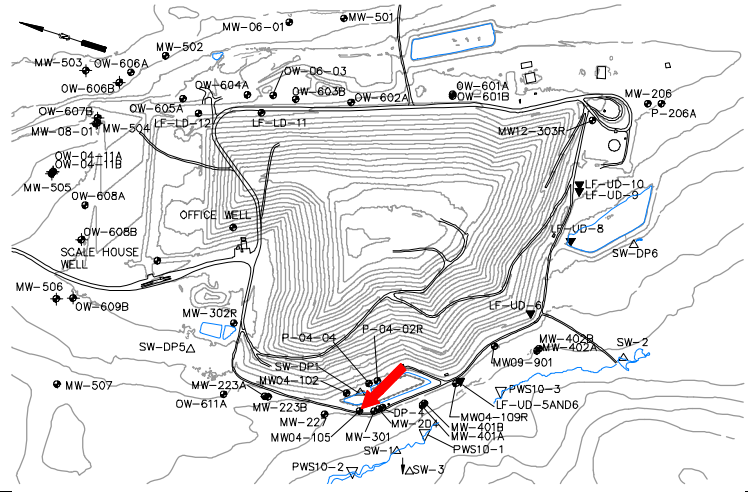 MW-06-01
MW-501
MW-502
MW-503
OW-606A
OW-606B
OW-604A
OW-06-03
OW-603B
OW-601A
OW-601B
OW-602A
MW-206
P-206A
OW-607B
OW-605A
LF-LD-12
LF-LD-11
MW-08-01
MW-504
MW12-303R
OW-04-11A
OW-04-11B
MW-505
LF-UD-10
LF-UD-9
OW-608A
OFFICE WELL
OW-608B
LF-UD-8
SCALE HOUSE
WELL
SW-DP6
MW-506
OW-609B
MW-302R
LF-UD-6
P-04-04
P-04-02R
MW-402B
MW-402A
SW-2
SW-DP5
SW-DP1
MW09-901
MW04-102
MW-507
MW-223A
PWS10-3
OW-611A
MW-223B
LF-UD-5AND6
MW-227
DP-4
MW04-109R
MW-204
MW-401B
MW04-105
MW-301
MW-401A
SW-1
PWS10-1
PWS10-2
SW-3